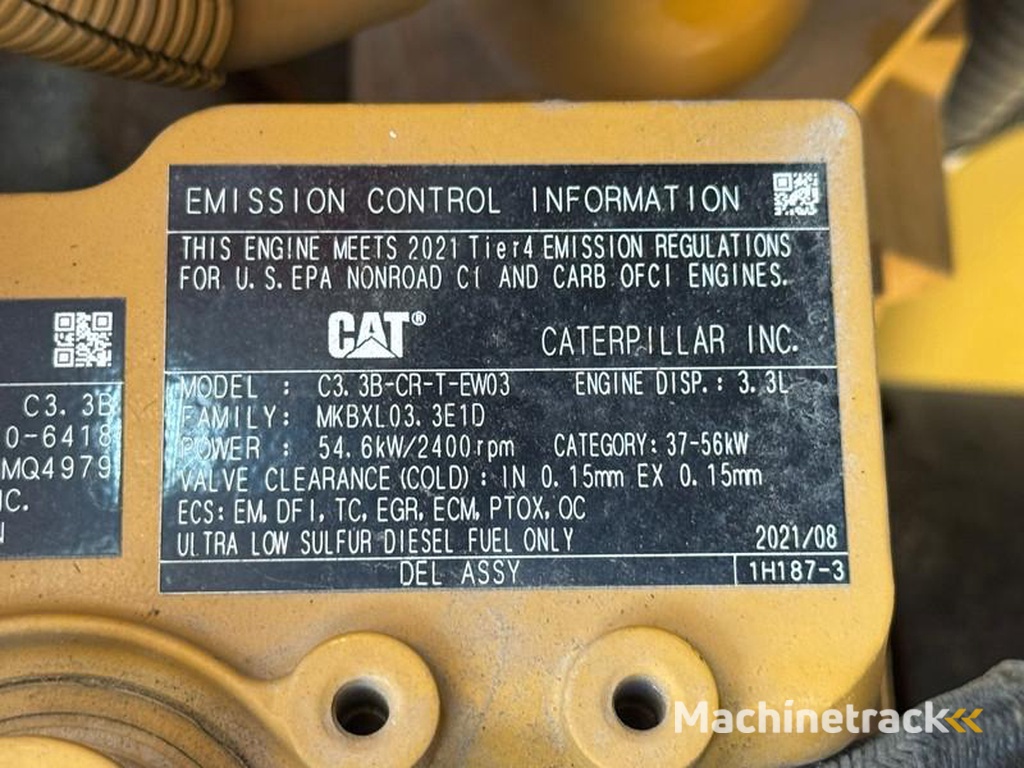 EMISSION CONTROL INFORMATION
THIS ENGINE MEETS 2021 Tier4 EMISSION REGULATIONS
FOR U.S.EPA NONROAD CI AND CARB OFCI ENGINES.
CAT® CATERPILLAR INC.
MODEL : C3.3B-CR-T-EW03 ENGINE DISP.: 3.3L
FAMILY: MKBXL03.3E1D
POWER : 54.6kW/2400rpm CATEGORY: 37-56kW
VALVE CLEARANCE (COLD) : IN 0.15mm EX 0.15mm
ECS: EM, DFI, TC, EGR, ECM, PTOX, OC
ULTRA LOW SULFUR DIESEL FUEL ONLY 2021/08
DEL ASSY 1H187-3
C3.3B
0-6418
MQ4979
NC.
N
Machinetrack